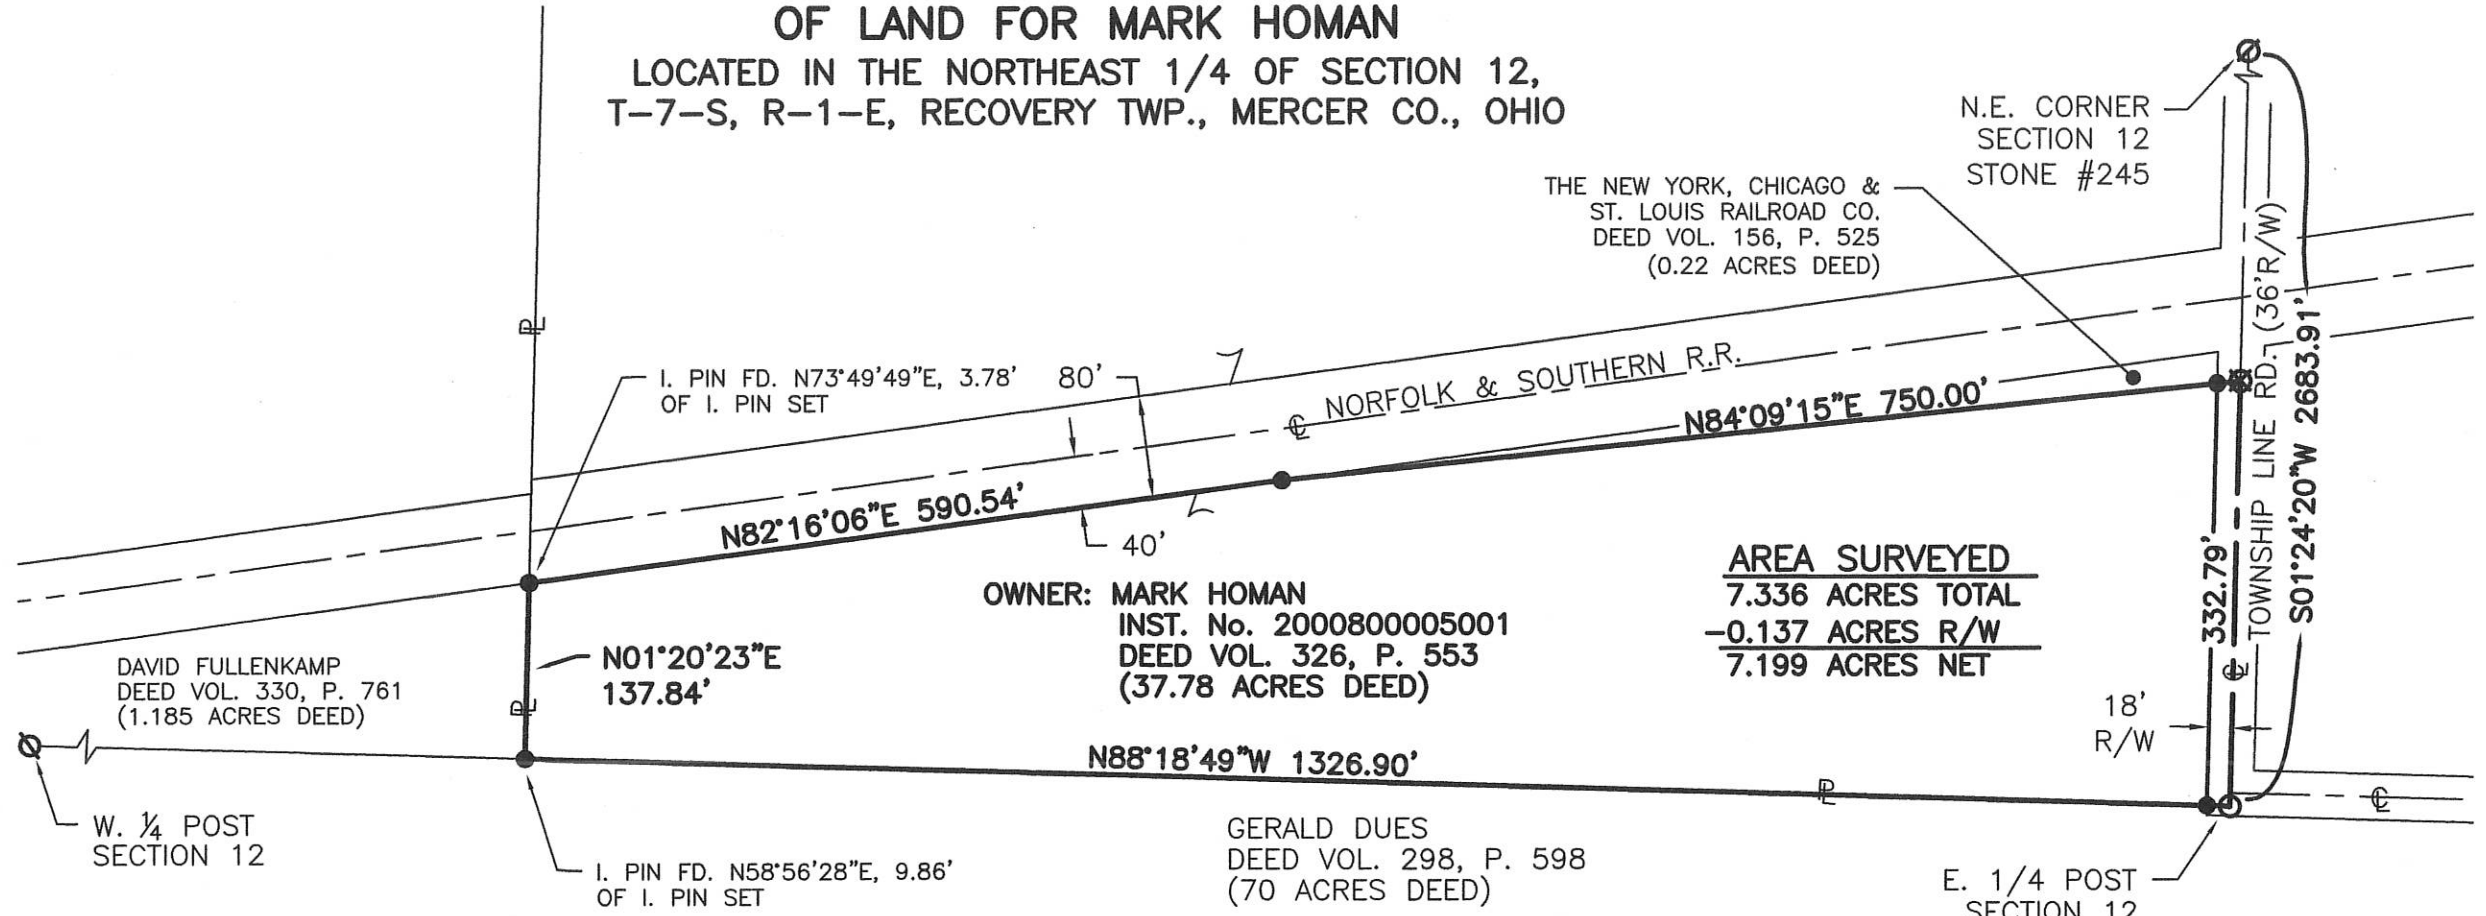 OF LAND FOR MARK HOMAN
LOCATED IN THE NORTHEAST 1/4 OF SECTION 12,
T-7-S, R-1-E, RECOVERY TWP., MERCER CO., OHIO
N.E. CORNER
SECTION 12
STONE #245
THE NEW YORK, CHICAGO &
ST. LOUIS RAILROAD CO.
DEED VOL. 156, P. 525
(0.22 ACRES DEED)
TOWNSHIP LINE RD. (36'R/W)
S01°24'20"W 2683.91'
PL
I. PIN FD. N73°49'49"E, 3.78'
OF I. PIN SET
80'
CL NORFOLK & SOUTHERN R.R.
N84°09'15"E 750.00'
N82°16'06"E 590.54'
40'
OWNER: MARK HOMAN
INST. No. 2000800005001
DEED VOL. 326, P. 553
(37.78 ACRES DEED)
AREA SURVEYED
7.336 ACRES TOTAL
-0.137 ACRES R/W
7.199 ACRES NET
332.79'
CL
DAVID FULLENKAMP
DEED VOL. 330, P. 761
(1.185 ACRES DEED)
N01°20'23"E
137.84'
PL
18'
R/W
N88°18'49"W 1326.90'
PL
CL
W. 1/4 POST
SECTION 12
I. PIN FD. N58°56'28"E, 9.86'
OF I. PIN SET
GERALD DUES
DEED VOL. 298, P. 598
(70 ACRES DEED)
E. 1/4 POST
SECTION 12